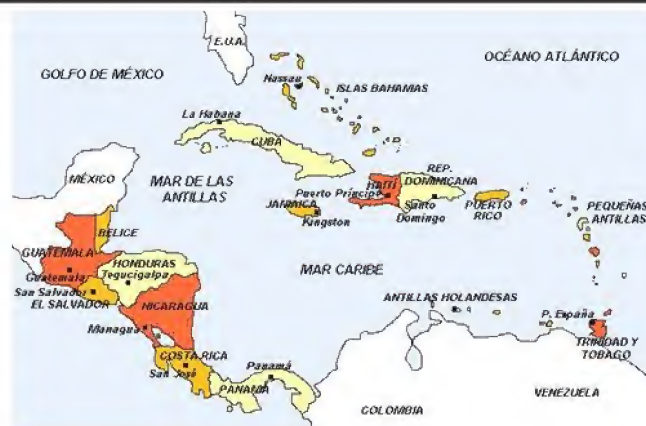 E.U.A.
OCÉANO ATLÁNTICO
GOLFO DE MÉXICO
Nassau
ISLAS BAHAMAS
La Habana
CUBA
MÉXICO
MAR DE LAS
ANTILLAS
REP.
DOMINICANA
HAITÍ
Puerto Príncipe
JAMAICA
Kingston
Santo
Domingo
PUERTO
RICO
PEQUEÑAS
ANTILLAS
BELICE
GUATEMALA
Guatemala
HONDURAS
Tegucigalpa
MAR CARIBE
San Salvador
EL SALVADOR
NICARAGUA
ANTILLAS HOLANDESAS
P. España
Managua
TRINIDAD Y
TOBAGO
COSTA RICA
San José
Panamá
PANAMÁ
VENEZUELA
COLOMBIA